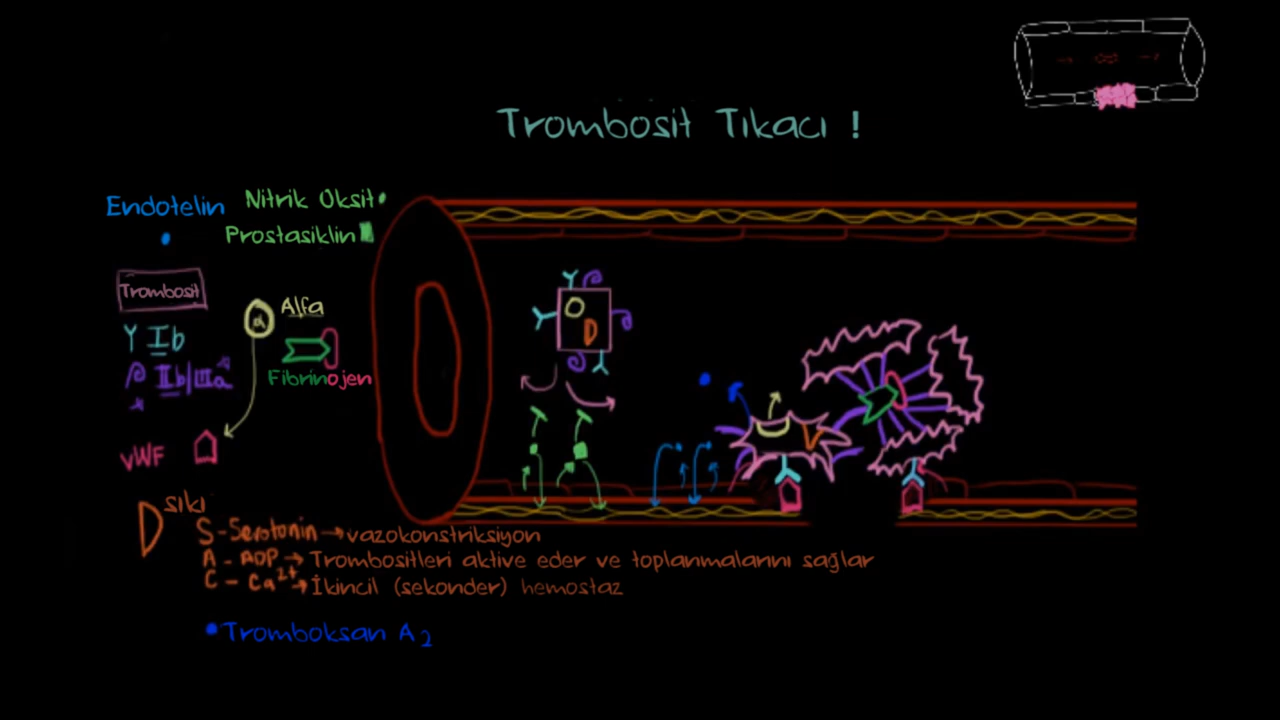 Trombosit Tıkacı !
Endotelin
Nitrik Oksit
Prostasiklin
Trombosit
Ib
IIb/IIIa
α
Alfa
Fibrinojen
vWF
D sıkı
S - Serotonin → vazokonstriksiyon
A - ADP → Trombositleri aktive eder ve toplanmalarını sağlar
C - Ca²⁺ → İkincil (sekonder) hemostaz
Tromboksan A₂
D